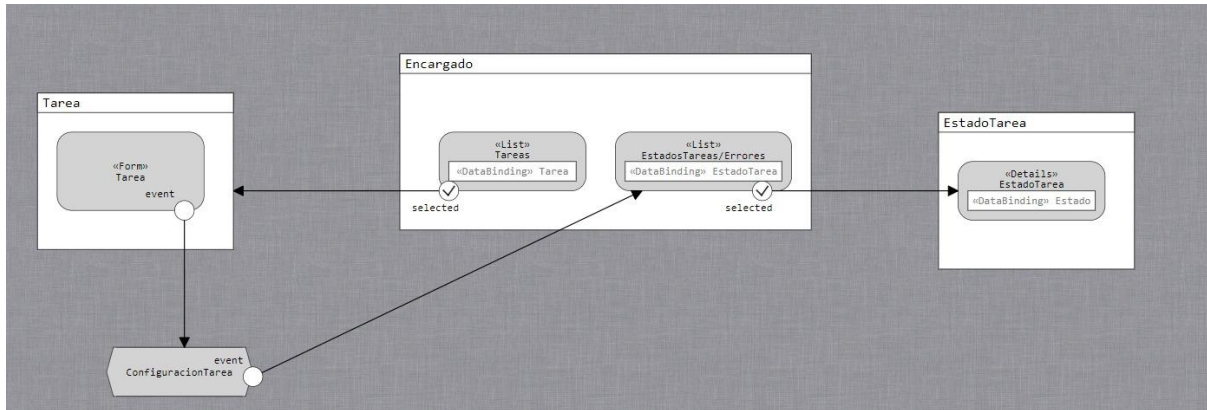 Encargado
Tarea
«Form»
Tarea
event
«List»
Tareas
«DataBinding» Tarea
selected
«List»
EstadosTareas/Errores
«DataBinding» EstadoTarea
selected
EstadoTarea
«Details»
EstadoTarea
«DataBinding» Estado
event
ConfiguracionTarea